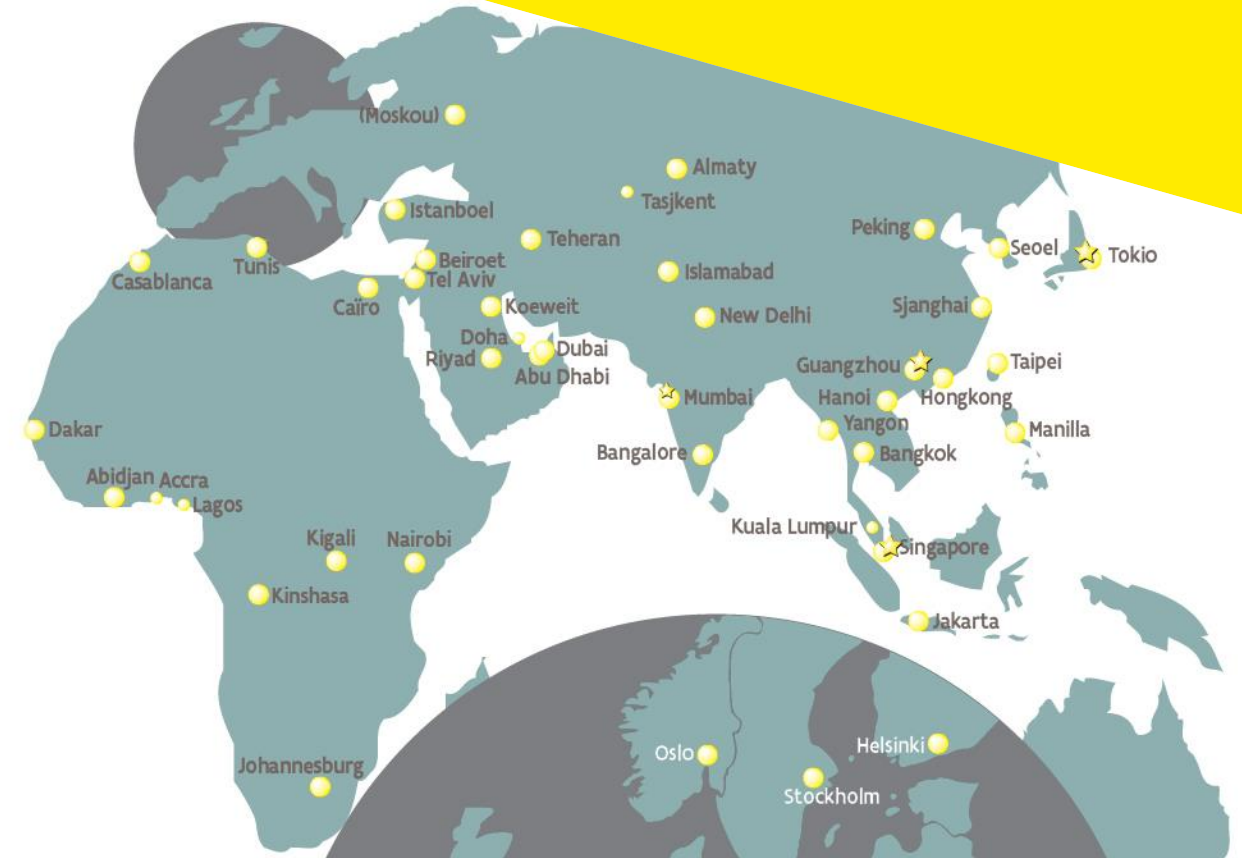 (Moskou)
Almaty
Tasjkent
Istanboel
Peking
Teheran
Seoel
Tokio
Beiroet
Tunis
Casablanca
Tel Aviv
Islamabad
Caïro
Koeweit
Sjanghai
New Delhi
Doha
Dubai
Riyad
Abu Dhabi
Guangzhou
Taipei
Mumbai
Hanoi
Hongkong
Yangon
Manilla
Dakar
Bangalore
Bangkok
Abidjan
Accra
Lagos
Kuala Lumpur
Kigali
Nairobi
Singapore
Kinshasa
Jakarta
Oslo
Helsinki
Johannesburg
Stockholm